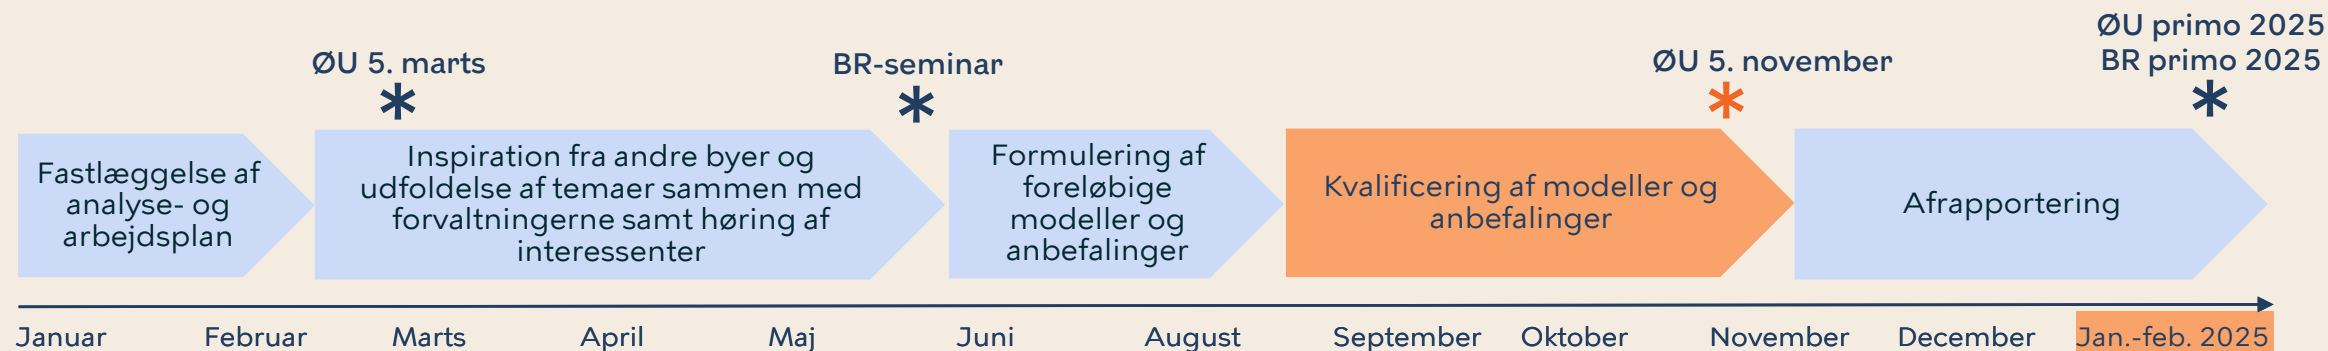 ØU primo 2025
BR primo 2025
ØU 5. marts
BR-seminar
ØU 5. november
Fastlæggelse af
analyse- og
arbejdsplan
Inspiration fra andre byer og
udfoldelse af temaer sammen med
forvaltningerne samt høring af
interessenter
Formulering af
foreløbige
modeller og
anbefalinger
Kvalificering af modeller og
anbefalinger
Afrapportering
Januar
Februar
Marts
April
Maj
Juni
August
September
Oktober
November
December
Jan.-feb. 2025